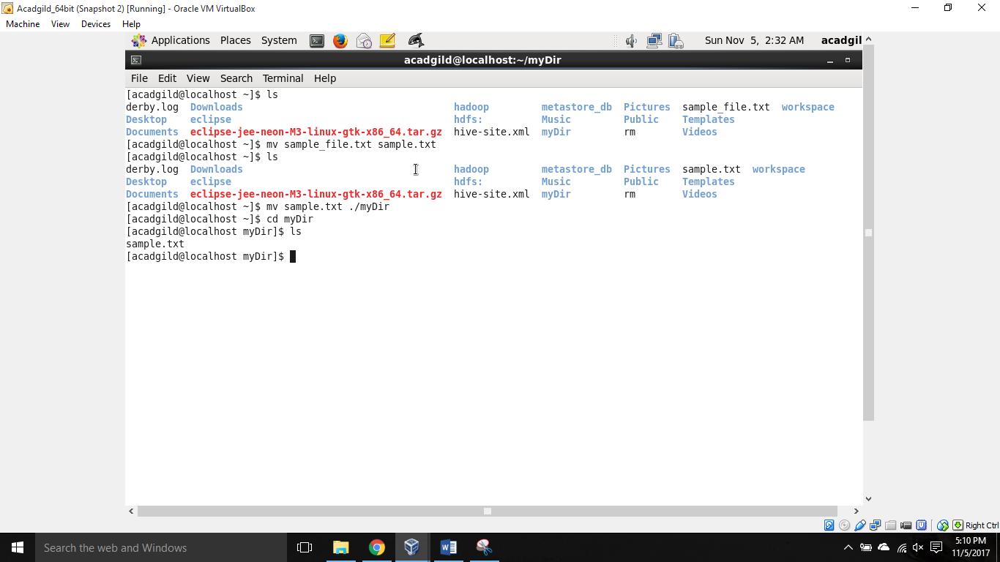 Acadgild_64bit (Snapshot 2) [Running] - Oracle VM VirtualBox
Machine View Devices Help
Applications Places System Sun Nov 5, 2:32 AM acadgil
acadgild@localhost:~/myDir
File Edit View Search Terminal Help
[acadgild@localhost ~]$ ls
derby.log Downloads hadoop metastore_db Pictures sample_file.txt workspace
Desktop eclipse hdfs: Music Public Templates
Documents eclipse-jee-neon-M3-linux-gtk-x86_64.tar.gz hive-site.xml myDir rm Videos
[acadgild@localhost ~]$ mv sample_file.txt sample.txt
[acadgild@localhost ~]$ ls
derby.log Downloads hadoop metastore_db Pictures sample.txt workspace
Desktop eclipse hdfs: Music Public Templates
Documents eclipse-jee-neon-M3-linux-gtk-x86_64.tar.gz hive-site.xml myDir rm Videos
[acadgild@localhost ~]$ mv sample.txt ./myDir
[acadgild@localhost ~]$ cd myDir
[acadgild@localhost myDir]$ ls
sample.txt
[acadgild@localhost myDir]$
Right Ctrl
Search the web and Windows
5:10 PM
11/5/2017